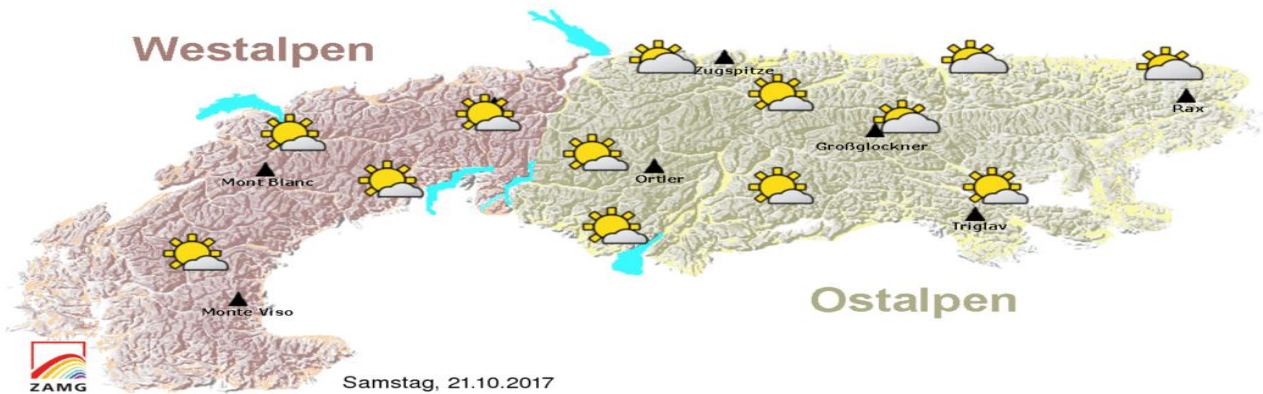 Westalpen
Zugspitze
Rax
Großglockner
Mont Blanc
Ortler
Triglav
Ostalpen
Monte Viso
ZAMG
Samstag, 21.10.2017